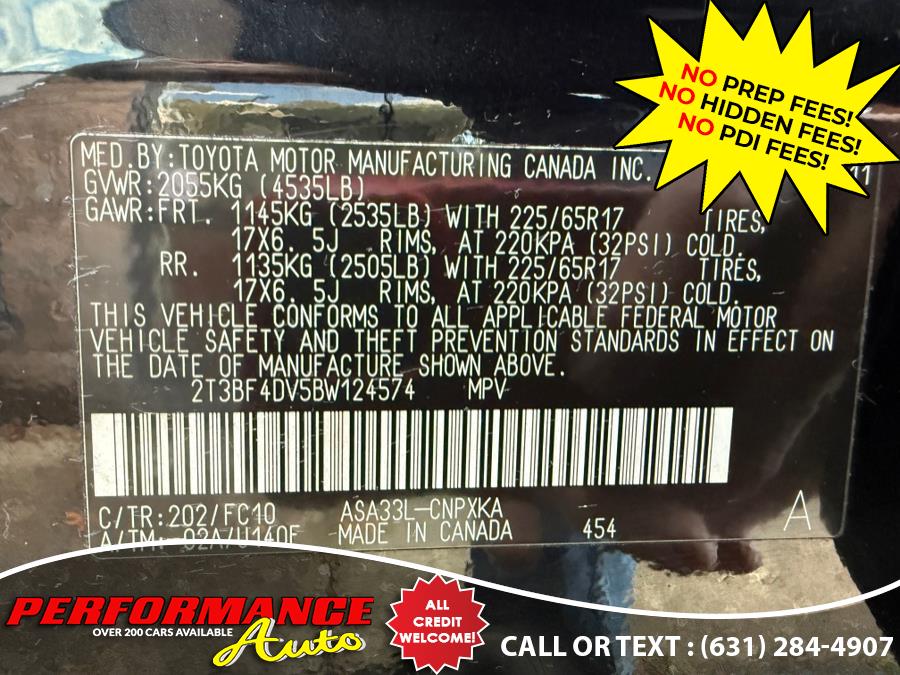 NO PREP FEES!
NO HIDDEN FEES!
NO PDI FEES!
MFD.BY:TOYOTA MOTOR MANUFACTURING CANADA INC. 11
GVWR:2055KG (4535LB)
GAWR:FRT. 1145KG (2535LB) WITH 225/65R17 TIRES,
17X6. 5J RIMS, AT 220KPA (32PSI) COLD.
RR. 1135KG (2505LB) WITH 225/65R17 TIRES,
17X6. 5J RIMS, AT 220KPA (32PSI) COLD.
THIS VEHICLE CONFORMS TO ALL APPLICABLE FEDERAL MOTOR
VEHICLE SAFETY AND THEFT PREVENTION STANDARDS IN EFFECT ON
THE DATE OF MANUFACTURE SHOWN ABOVE.
2T3BF4DV5BW124574 MPV
C/TR:202/FC10 ASA33L-CNPXKA A
A/TM: 02A/U140F MADE IN CANADA 454
PERFORMANCE
OVER 200 CARS AVAILABLE
Auto
ALL
CREDIT
WELCOME!
CALL OR TEXT : (631) 284-4907